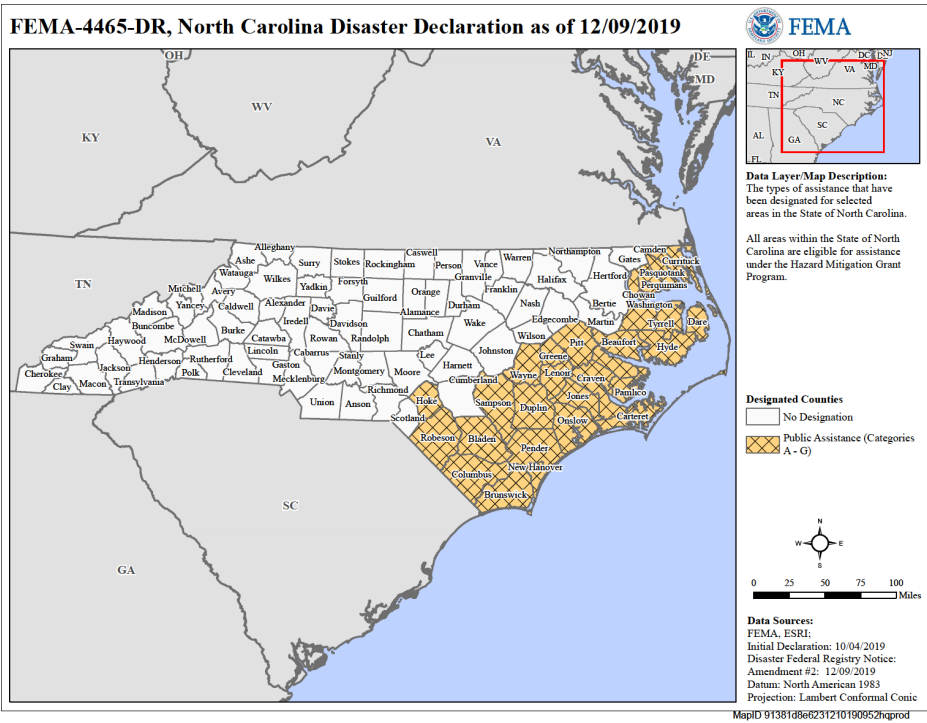 FEMA-4465-DR, North Carolina Disaster Declaration as of 12/09/2019
FEMA
OH
DE
MD
WV
KY
VA
TN
SC
GA
Alleghany
Ashe
Surry
Stokes
Rockingham
Caswell
Person
Vance
Warren
Northampton
Gates
Camden
Currituck
Watauga
Wilkes
Yadkin
Forsyth
Granville
Halifax
Hertford
Pasquotank
Perquimans
Mitchell
Avery
Guilford
Orange
Franklin
Chowan
Yancey
Caldwell
Alexander
Davie
Alamance
Durham
Nash
Bertie
Washington
Madison
Iredell
Davidson
Wake
Edgecombe
Martin
Tyrrell
Dare
Buncombe
Burke
Catawba
Rowan
Randolph
Chatham
Wilson
Pitt
Beaufort
Hyde
Swain
Haywood
McDowell
Lincoln
Cabarrus
Stanly
Lee
Johnston
Greene
Graham
Jackson
Henderson
Rutherford
Gaston
Montgomery
Moore
Harnett
Wayne
Lenoir
Craven
Cherokee
Macon
Transylvania
Polk
Cleveland
Mecklenburg
Richmond
Cumberland
Pamlico
Clay
Union
Anson
Hoke
Sampson
Duplin
Jones
Scotland
Onslow
Carteret
Robeson
Bladen
Pender
Columbus
New Hanover
Brunswick
IL
IN
OH
WV
DC
NJ
MD
KY
VA
TN
NC
SC
AL
GA
FL
Data Layer/Map Description:
The types of assistance that have
been designated for selected
areas in the State of North Carolina.
All areas within the State of North
Carolina are eligible for assistance
under the Hazard Mitigation Grant
Program.
Designated Counties
No Designation
Public Assistance (Categories
A - G)
N
W
E
S
0 25 50 75 100
Miles
Data Sources:
FEMA, ESRI;
Initial Declaration: 10/04/2019
Disaster Federal Registry Notice:
Amendment #2: 12/09/2019
Datum: North American 1983
Projection: Lambert Conformal Conic
MapID 91381d8e6231210190952hqprod